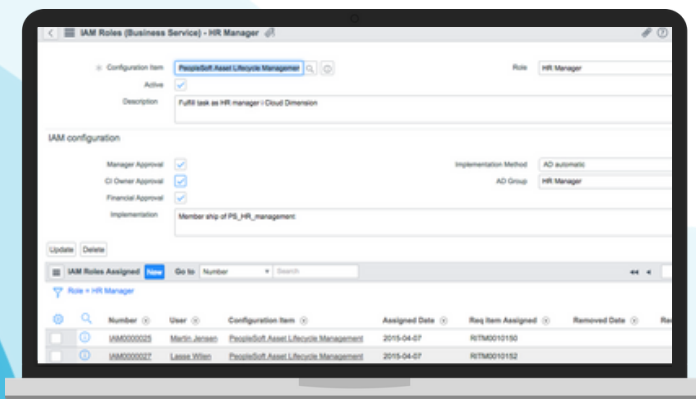 IAM Roles (Business Service) - HR Manager
Configuration Item PeopleSoft Asset Lifecycle Managemer Role HR Manager
Active
Description Fulfill task as HR manager i Cloud Dimension
IAM configuration
Manager Approval Implementation Method AD automatic
CI Owner Approval AD Group HR Manager
Financial Approval
Implementation Member ship of PS_HR_management
Update Delete
IAM Roles Assigned New Go to Number Search
Role = HR Manager
Number User Configuration Item Assigned Date Req item Assigned Removed Date Re
IAM0000025 Martin Jensen PeopleSoft Asset Lifecycle Management 2015-04-07 RITM0010150
IAM0000027 Lasse Wilen PeopleSoft Asset Lifecycle Management 2015-04-07 RITM0010152